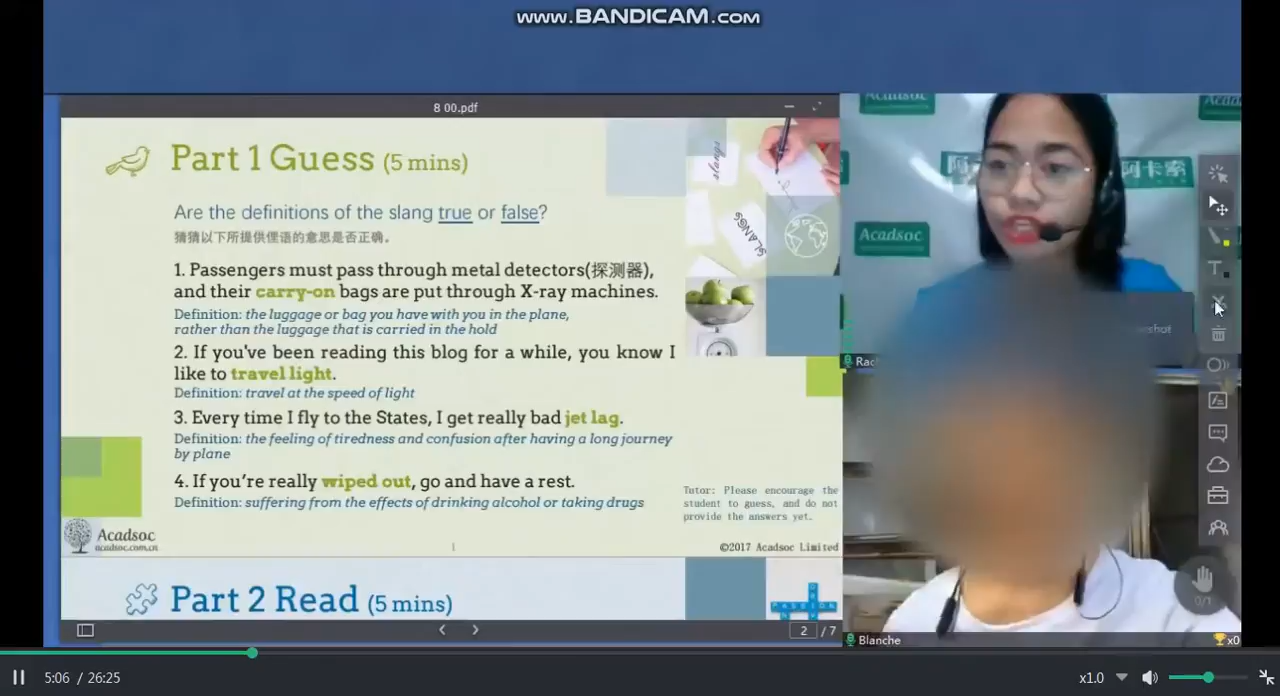 www.BANDICAM.com
8 00.pdf
Part 1 Guess (5 mins)
Are the definitions of the slang true or false?
猜猜以下所提供俚语的意思是否正确。
1. Passengers must pass through metal detectors(探测器),
and their carry-on bags are put through X-ray machines.
Definition: the luggage or bag you have with you in the plane,
rather than the luggage that is carried in the hold
2. If you've been reading this blog for a while, you know I
like to travel light.
Definition: travel at the speed of light
3. Every time I fly to the States, I get really bad jet lag.
Definition: the feeling of tiredness and confusion after having a long journey
by plane
4. If you're really wiped out, go and have a rest.
Definition: suffering from the effects of drinking alcohol or taking drugs
slangs
SLANGS
Tutor: Please encourage the
student to guess, and do not
provide the answers yet.
Acadsoc
acadsoc.com.cn
1
©2017 Acadsoc Limited
Part 2 Read (5 mins)
PASSION
2 / 7
Acadsoc
阿卡索
Acadsoc
Blanche
x0
0/1
5:06 / 26:25
x1.0